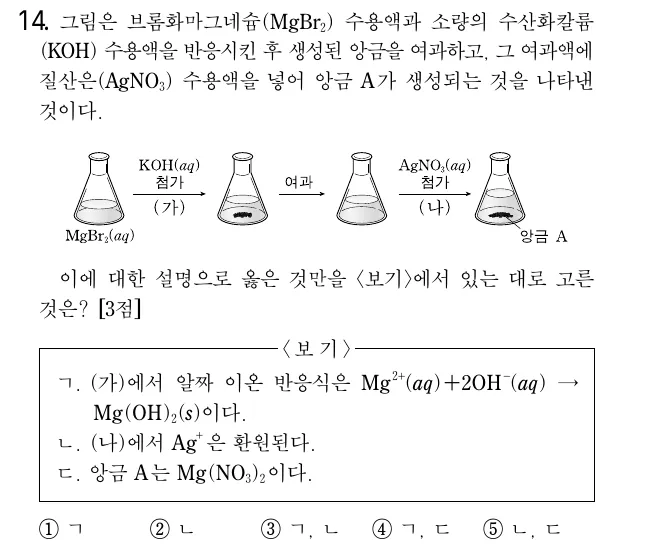 14. 그림은 브롬화마그네슘(MgBr₂) 수용액과 소량의 수산화칼륨
(KOH) 수용액을 반응시킨 후 생성된 앙금을 여과하고, 그 여과액에
질산은(AgNO₃) 수용액을 넣어 앙금 A가 생성되는 것을 나타낸
것이다.
KOH(aq)
첨가
(가)
여과
AgNO₃(aq)
첨가
(나)
MgBr₂(aq)
앙금 A
이에 대한 설명으로 옳은 것만을 〈보기〉에서 있는 대로 고른
것은? [3점]
〈보 기〉
ㄱ. (가)에서 알짜 이온 반응식은 Mg²⁺(aq)+2OH⁻(aq) →
Mg(OH)₂(s)이다.
ㄴ. (나)에서 Ag⁺은 환원된다.
ㄷ. 앙금 A는 Mg(NO₃)₂이다.
① ㄱ ② ㄴ ③ ㄱ, ㄴ ④ ㄱ, ㄷ ⑤ ㄴ, ㄷ